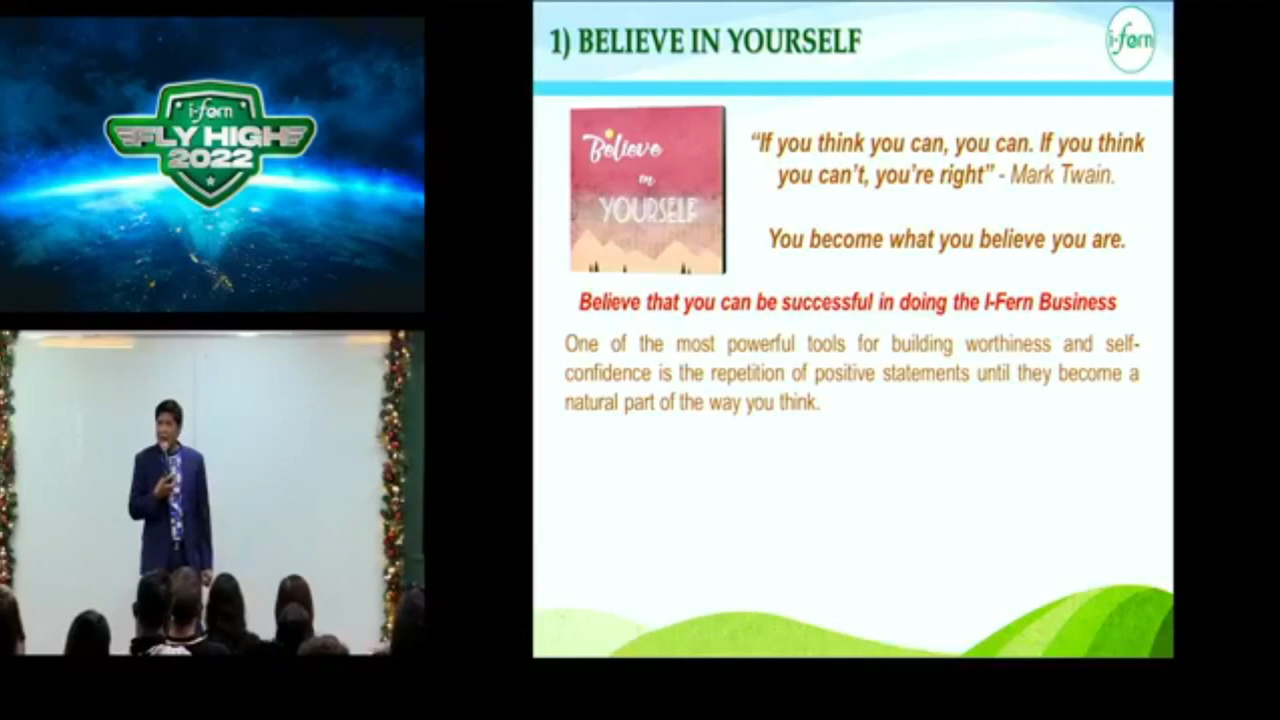 i-fern
FLY HIGH
2022
1) BELIEVE IN YOURSELF
i-fern
Believe
in
YOURSELF
“If you think you can, you can. If you think
you can’t, you’re right” - Mark Twain.
You become what you believe you are.
Believe that you can be successful in doing the I-Fern Business
One of the most powerful tools for building worthiness and self-
confidence is the repetition of positive statements until they become a
natural part of the way you think.